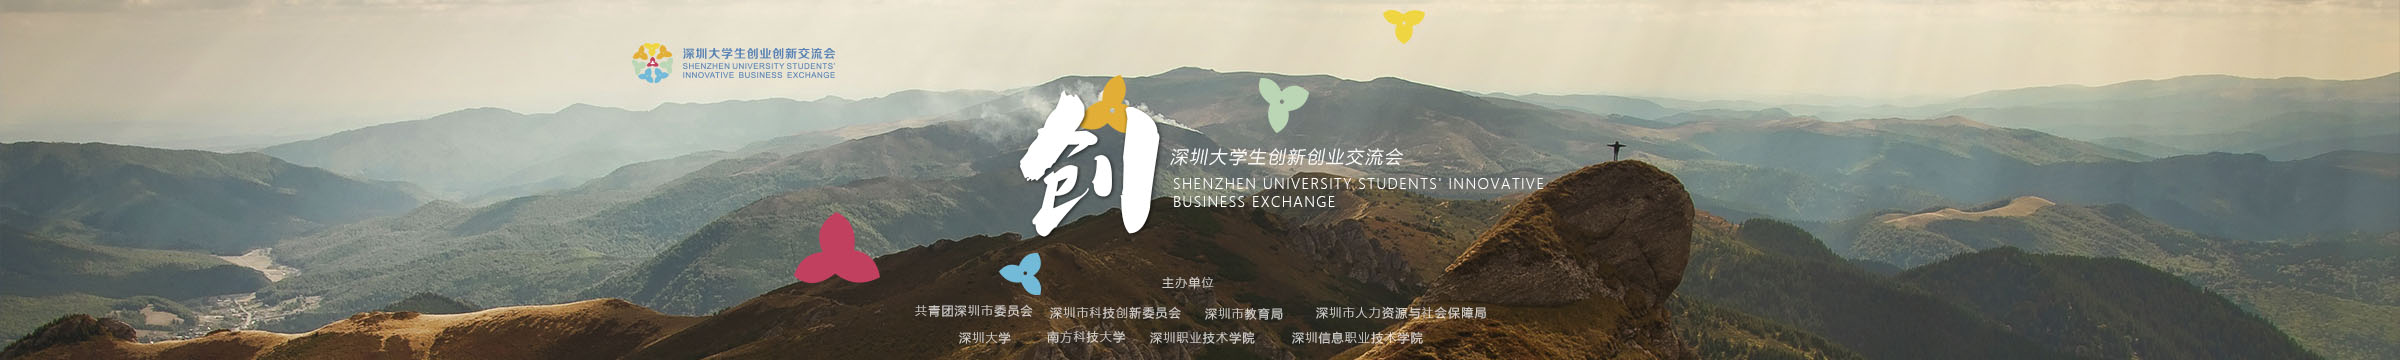 深圳大学生创业创新交流会
SHENZHEN UNIVERSITY STUDENTS'
INNOVATIVE BUSINESS EXCHANGE
创
深圳大学生创新创业交流会
SHENZHEN UNIVERSITY STUDENTS' INNOVATIVE
BUSINESS EXCHANGE
主办单位
共青团深圳市委员会 深圳市科技创新委员会 深圳市教育局 深圳市人力资源与社会保障局
深圳大学 南方科技大学 深圳职业技术学院 深圳信息职业技术学院